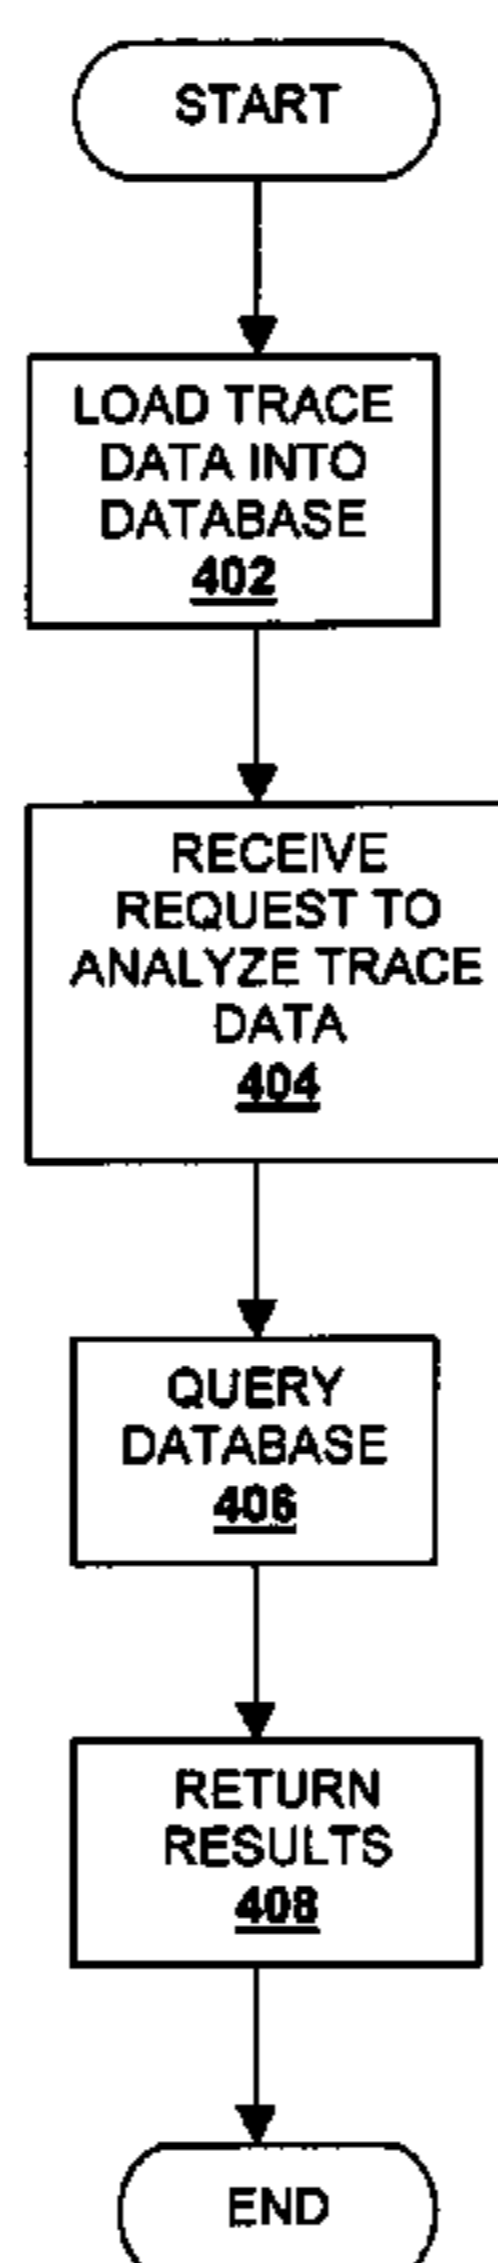 START
LOAD TRACE
DATA INTO
DATABASE
402
RECEIVE
REQUEST TO
ANALYZE TRACE
DATA
404
QUERY
DATABASE
406
RETURN
RESULTS
408
END